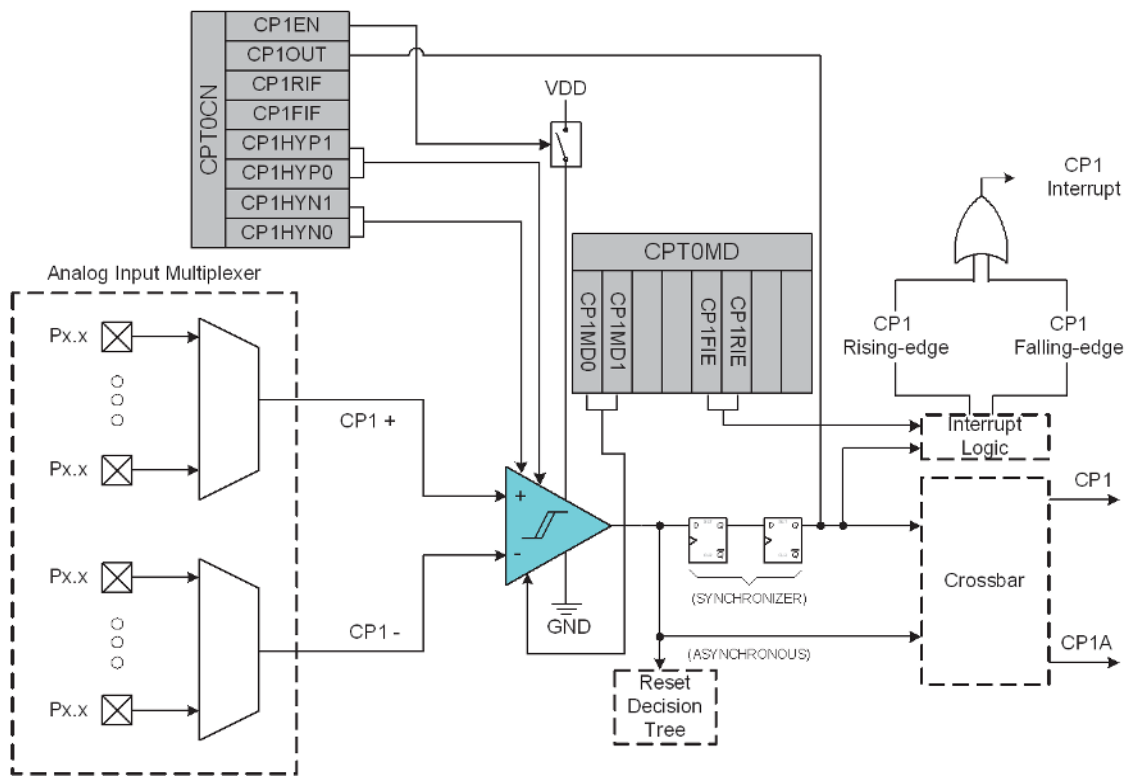 CPT0CN
CP1EN
CP1OUT
CP1RIF
CP1FIF
CP1HYP1
CP1HYP0
CP1HYN1
CP1HYN0
VDD
CP1
Interrupt
CPT0MD
CP1MD0
CP1MD1
CP1FIE
CP1RIE
CP1
Rising-edge
CP1
Falling-edge
Interrupt
Logic
Analog Input Multiplexer
Px.x
Px.x
CP1 +
Px.x
Px.x
CP1 -
+
-
GND
D
Q
Q
D
Q
Q
(SYNCHRONIZER)
(ASYNCHRONOUS)
Reset
Decision
Tree
Crossbar
CP1
CP1A